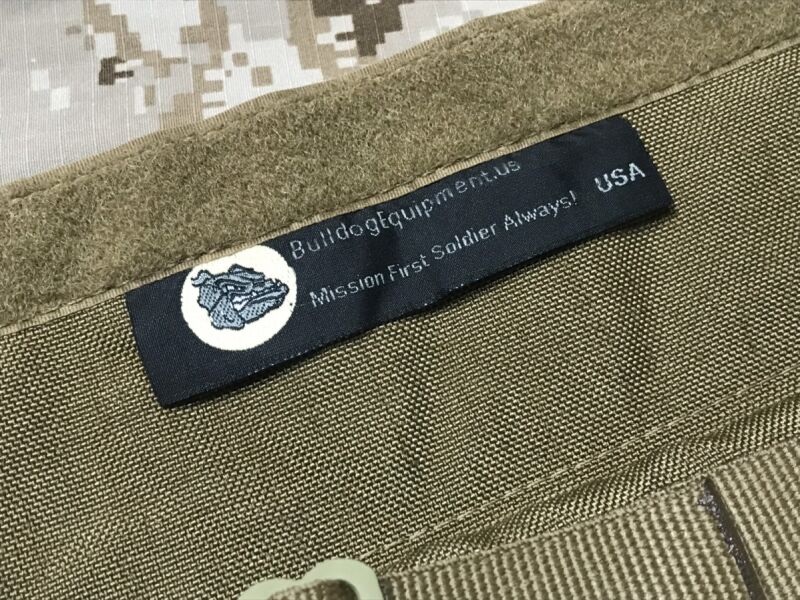 BulldogEquipment.us
Mission First Soldier Always!
USA